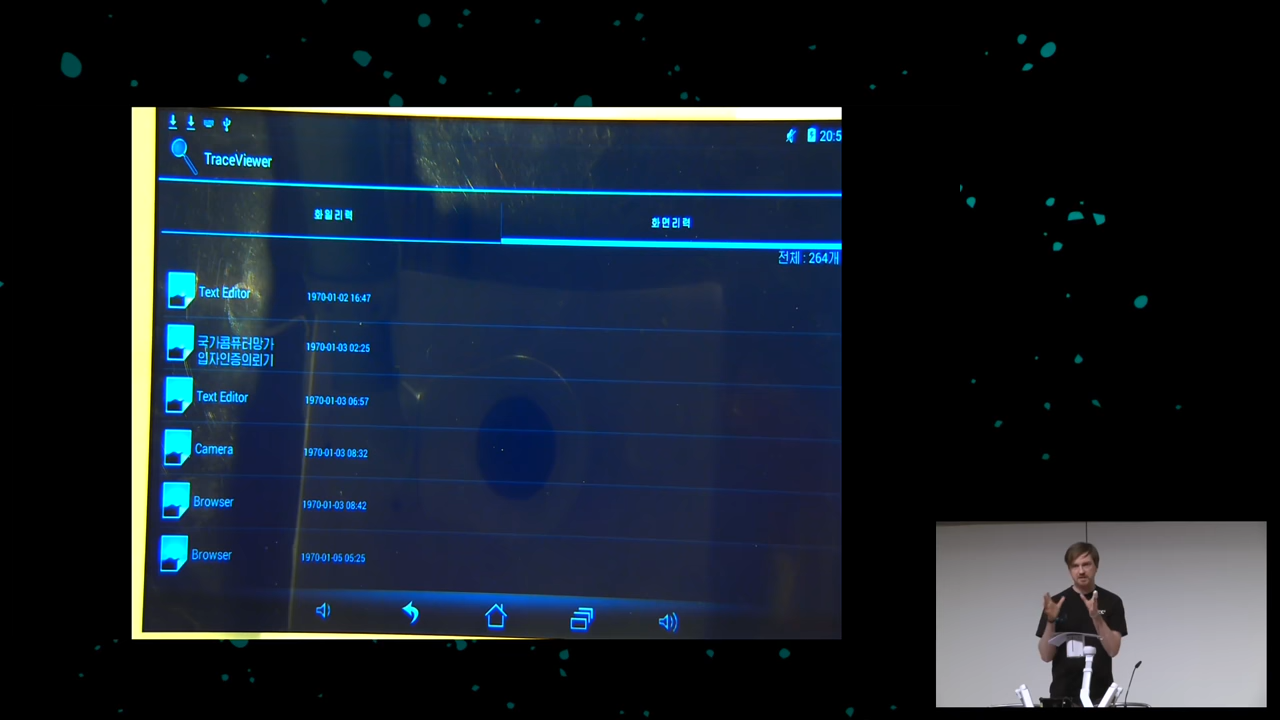 20:5
TraceViewer
화일리력
화면리력
전체 : 264개
Text Editor
1970-01-02 16:47
국가콤퓨터망가
입자인증의뢰기
1970-01-03 02:25
Text Editor
1970-01-03 06:57
Camera
1970-01-03 08:32
Browser
1970-01-03 08:42
Browser
1970-01-05 05:25